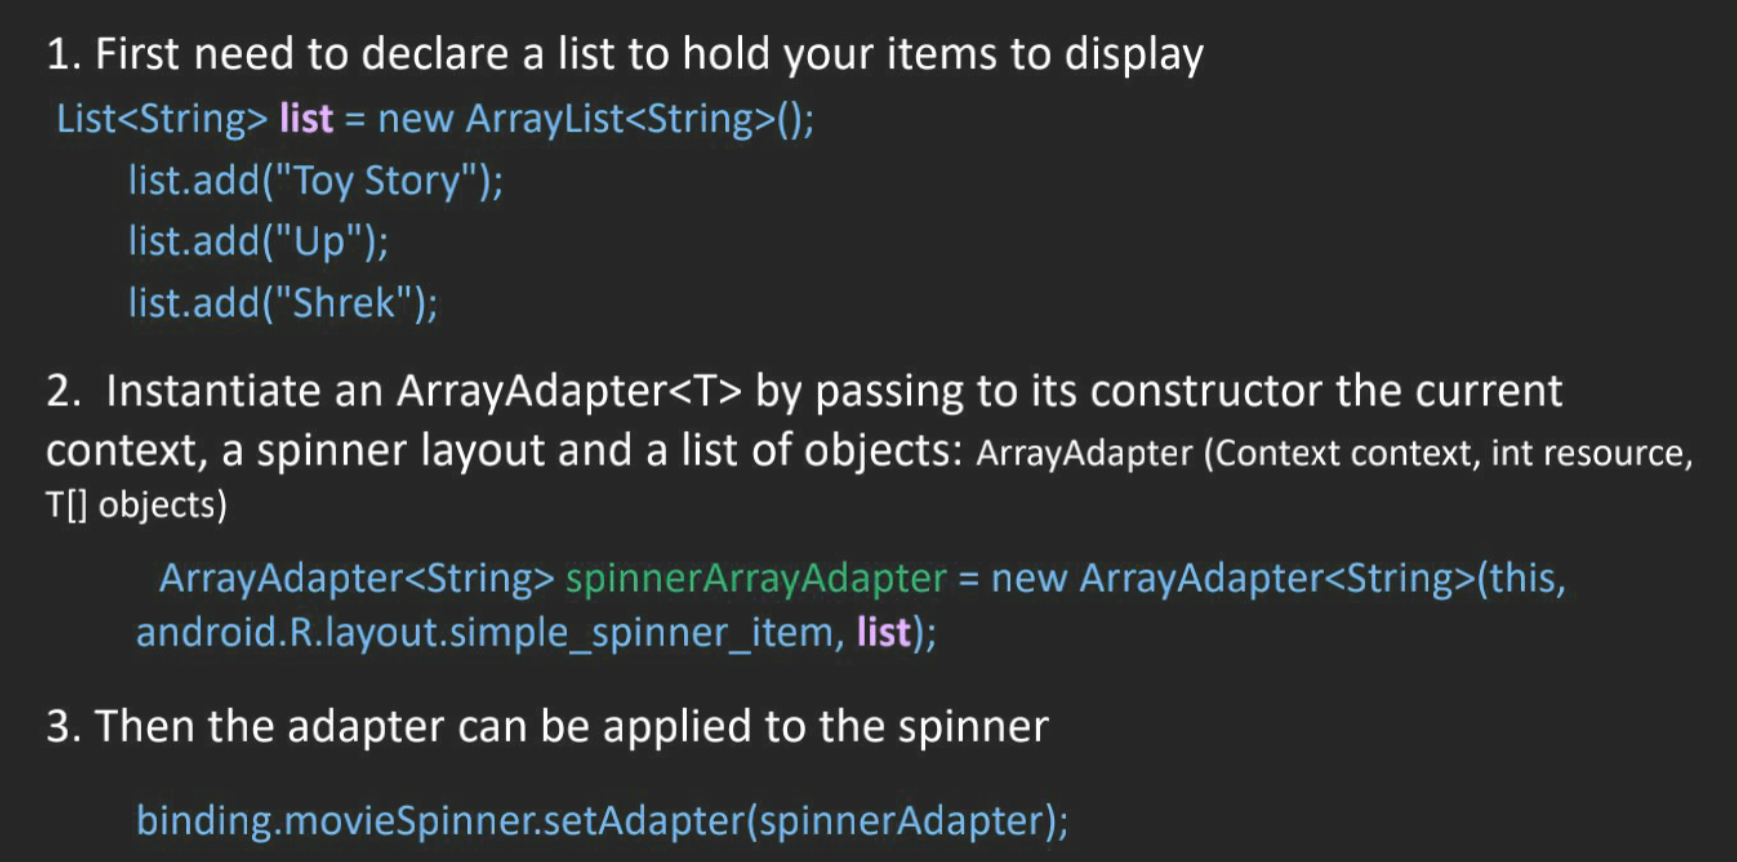 1. First need to declare a list to hold your items to display
List<String> list = new ArrayList<String>();
list.add("Toy Story");
list.add("Up");
list.add("Shrek");
2. Instantiate an ArrayAdapter<T> by passing to its constructor the current
context, a spinner layout and a list of objects: ArrayAdapter (Context context, int resource,
T[] objects)
ArrayAdapter<String> spinnerArrayAdapter = new ArrayAdapter<String>(this,
android.R.layout.simple_spinner_item, list);
3. Then the adapter can be applied to the spinner
binding.movieSpinner.setAdapter(spinnerAdapter);